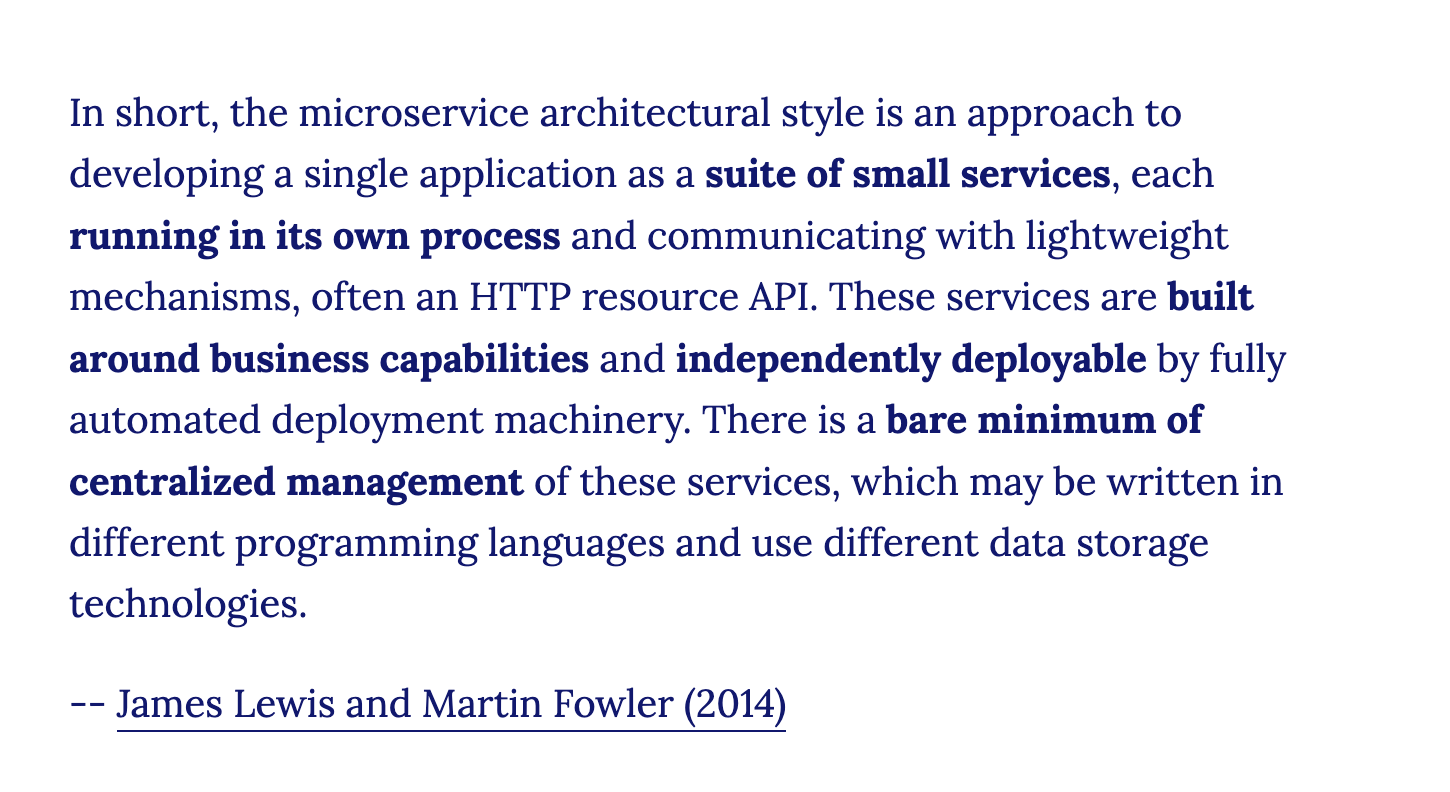 In short, the microservice architectural style is an approach to
developing a single application as a suite of small services, each
running in its own process and communicating with lightweight
mechanisms, often an HTTP resource API. These services are built
around business capabilities and independently deployable by fully
automated deployment machinery. There is a bare minimum of
centralized management of these services, which may be written in
different programming languages and use different data storage
technologies.
-- James Lewis and Martin Fowler (2014)